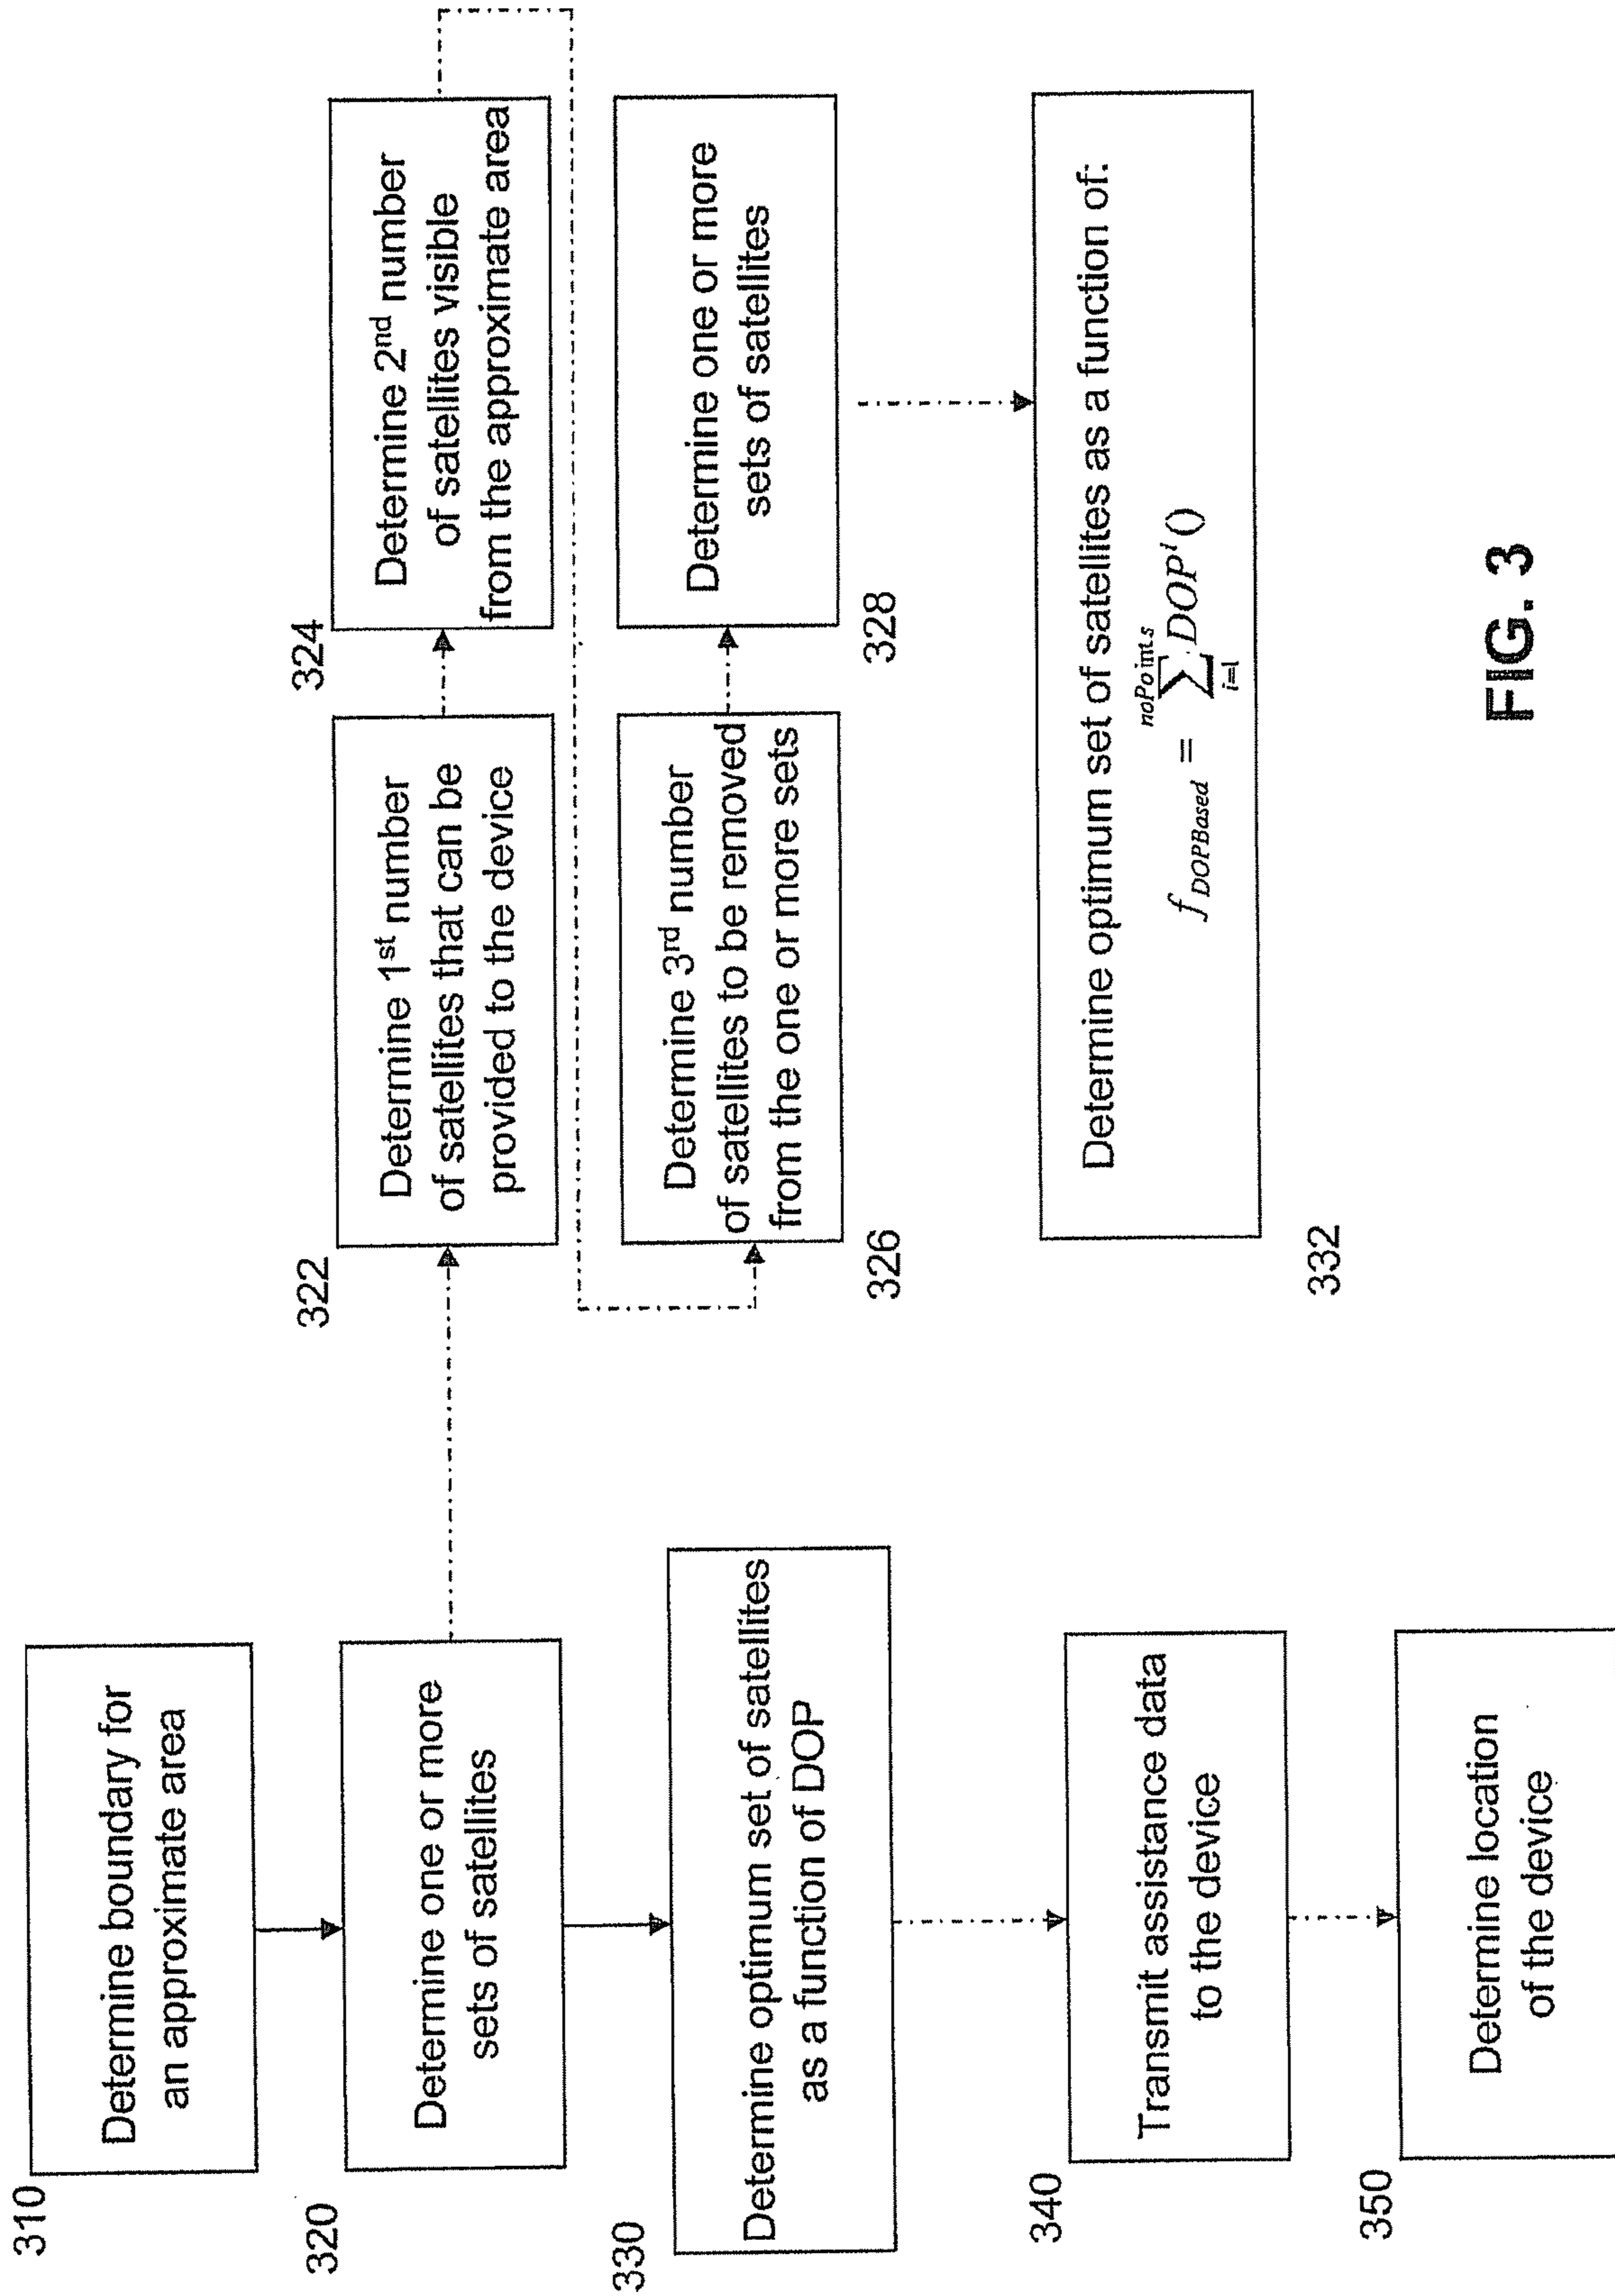 310
Determine boundary for
an approximate area
320
Determine one or more
sets of satellites
330
Determine optimum set of satellites
as a function of DOP
340
Transmit assistance data
to the device
350
Determine location
of the device
322
Determine 1st number
of satellites that can be
provided to the device
324
Determine 2nd number
of satellites visible
from the approximate area
326
Determine 3rd number
of satellites to be removed
from the one or more sets
328
Determine one or more
sets of satellites
332
Determine optimum set of satellites as a function of:
f DOPBased = noPoints ∑ i=1 DOP^i ()
FIG. 3